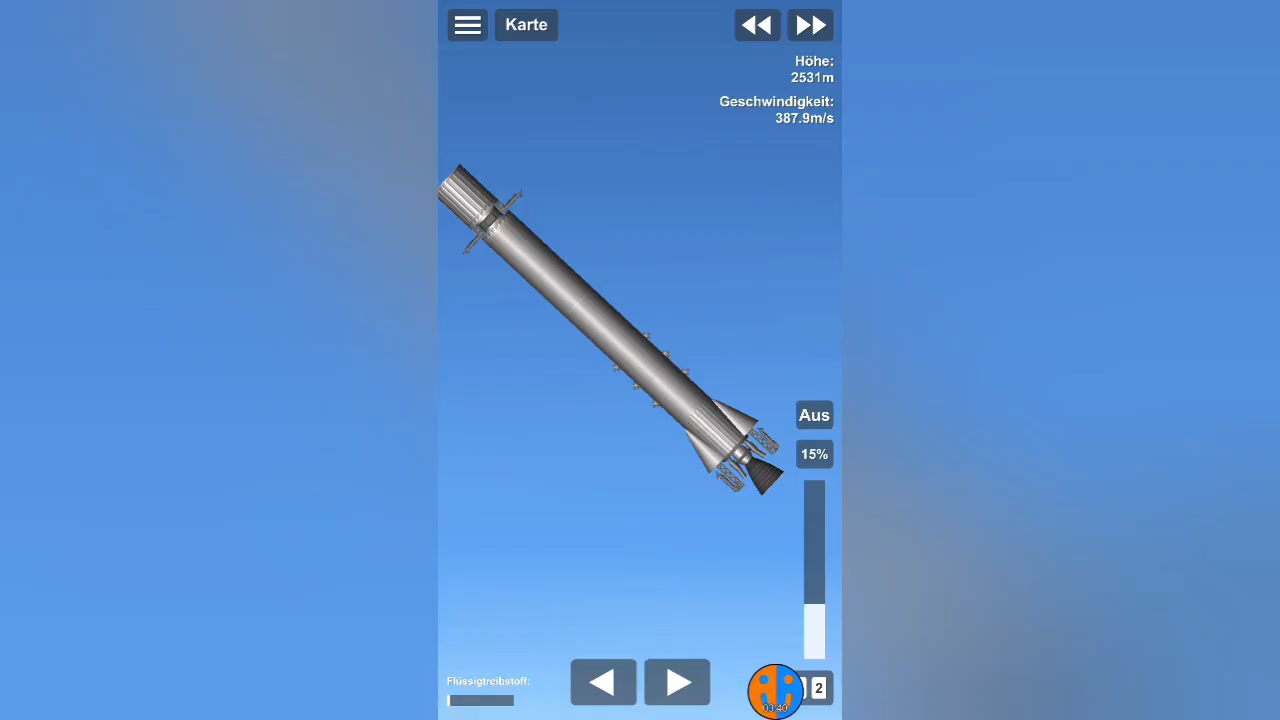 Karte
Höhe:
2531m
Geschwindigkeit:
387.9m/s
Aus
15%
Flüssigtreibstoff:
03:40
2